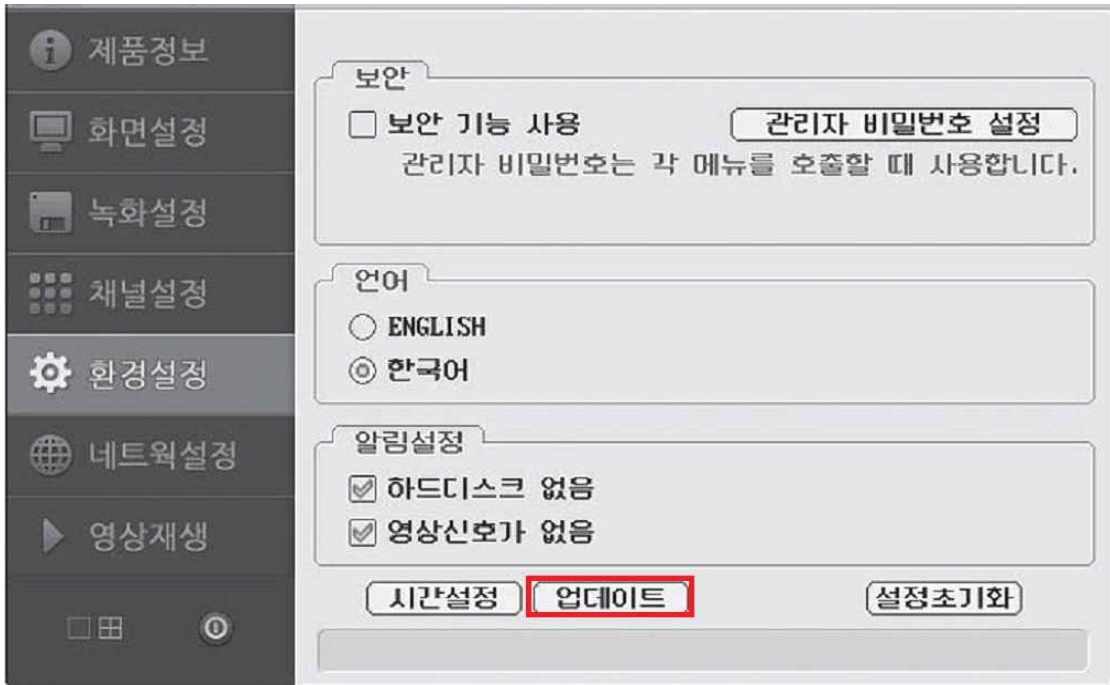 제품정보
화면설정
녹화설정
채널설정
환경설정
네트웍설정
영상재생
보안
보안 기능 사용
관리자 비밀번호 설정
관리자 비밀번호는 각 메뉴를 호출할 때 사용합니다.
언어
ENGLISH
한국어
알림설정
하드디스크 없음
영상신호가 없음
시간설정
업데이트
설정초기화